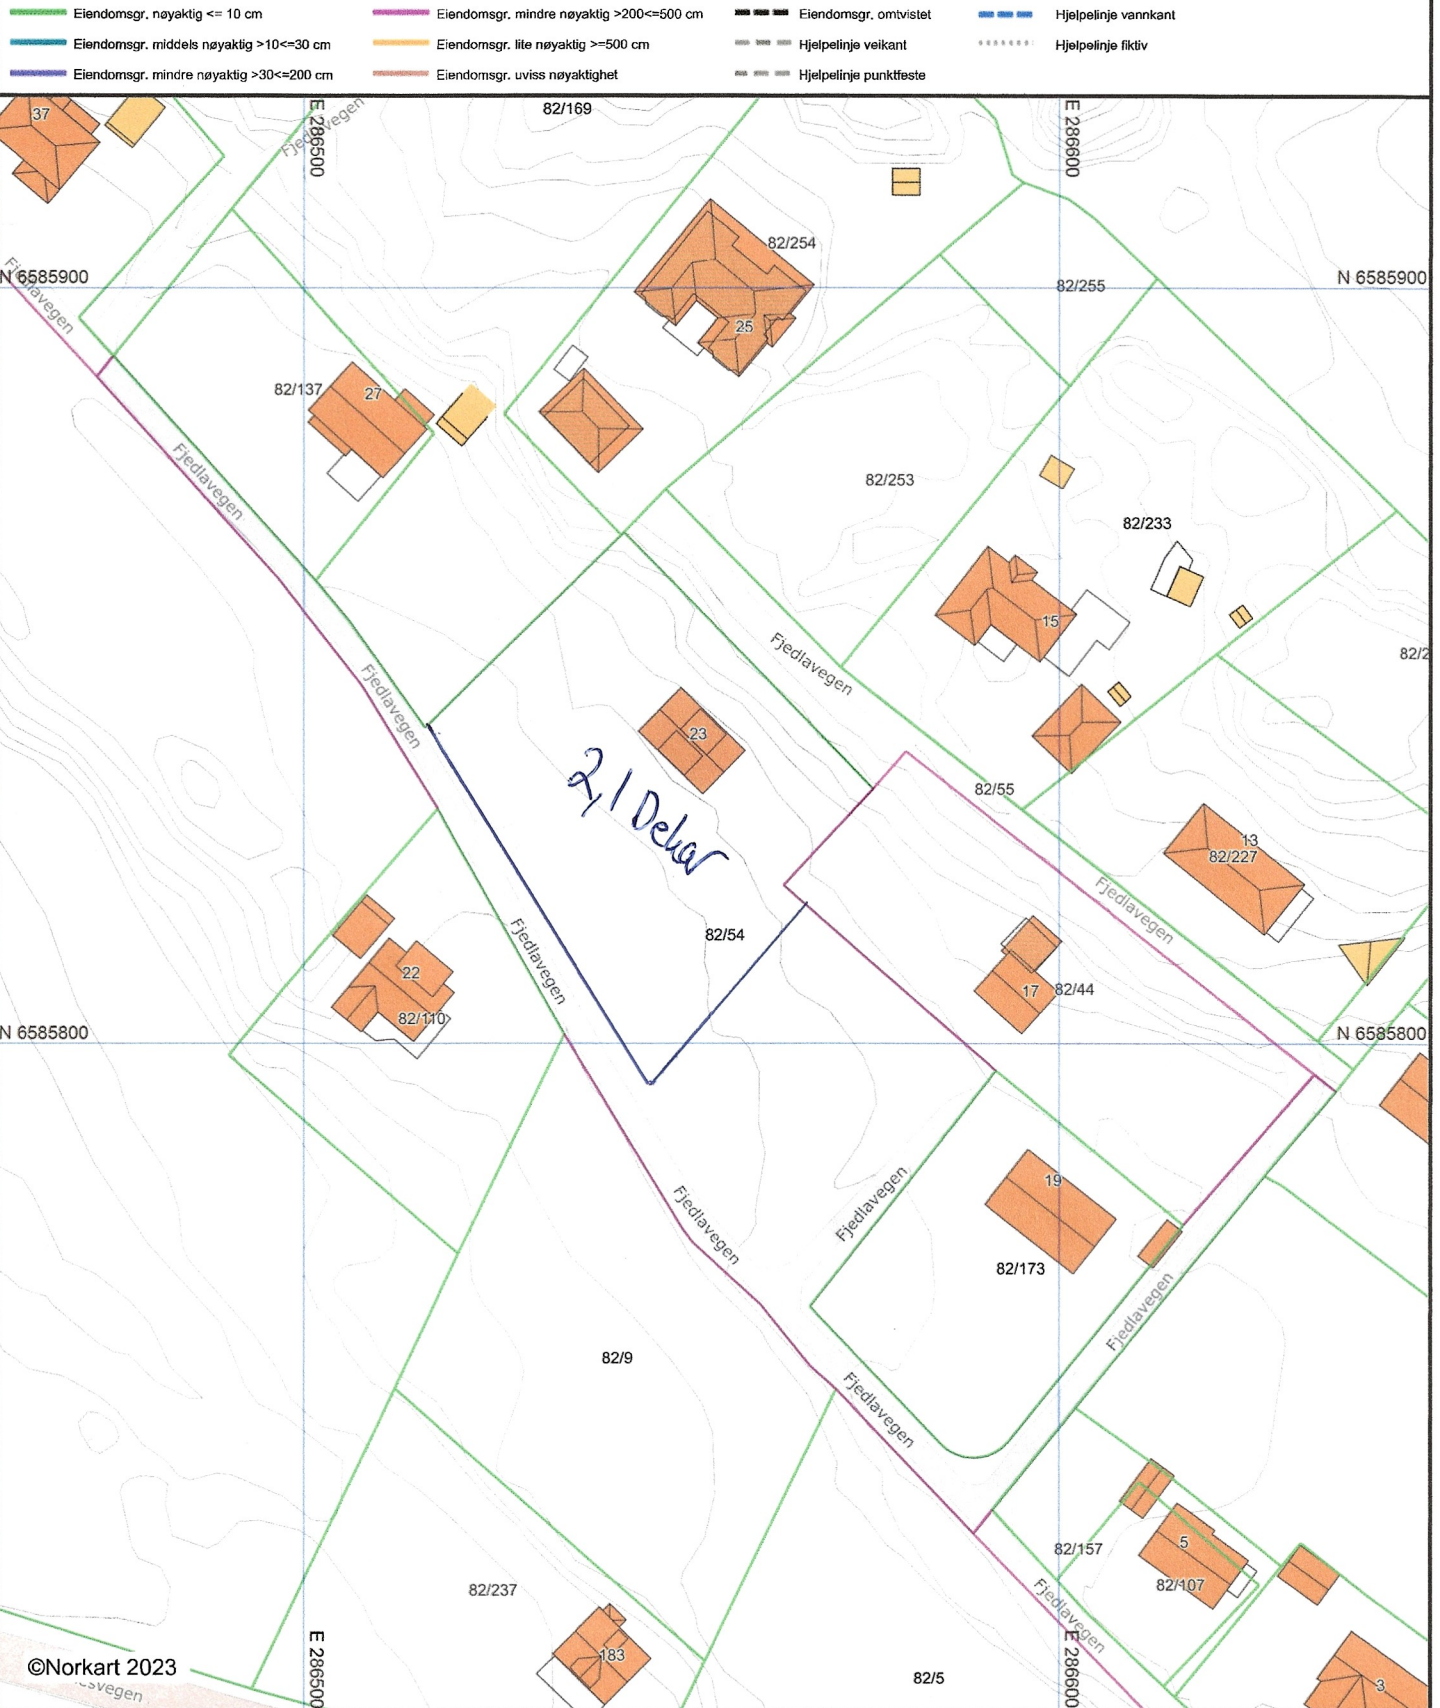 Eiendomsgr. nøyaktig <= 10 cm
Eiendomsgr. mindre nøyaktig >200<=500 cm
Eiendomsgr. omtvistet
Hjelpelinje vannkant
Eiendomsgr. middels nøyaktig >10<=30 cm
Eiendomsgr. lite nøyaktig >=500 cm
Hjelpelinje veikant
Hjelpelinje fiktiv
Eiendomsgr. mindre nøyaktig >30<=200 cm
Eiendomsgr. uviss nøyaktighet
Hjelpelinje punktfeste
37
E 286500
Fjedlavegen
82/169
E 286600
82/254
N 6585900
Fjedlavegen
82/255
N 6585900
25
82/137
27
Fjedlavegen
82/253
82/233
15
Fjedlavegen
82/2
Fjedlavegen
23
2,1 Dekar
82/55
13
82/227
Fjedlavegen
82/54
Fjedlavegen
22
17
82/44
82/110
N 6585800
N 6585800
19
Fjedlavegen
Fjedlavegen
82/173
Fjedlavegen
82/9
Fjedlavegen
82/157
5
82/107
82/237
Fjedlavegen
E 286500
E 286600
183
©Norkart 2023
svegen
82/5
3